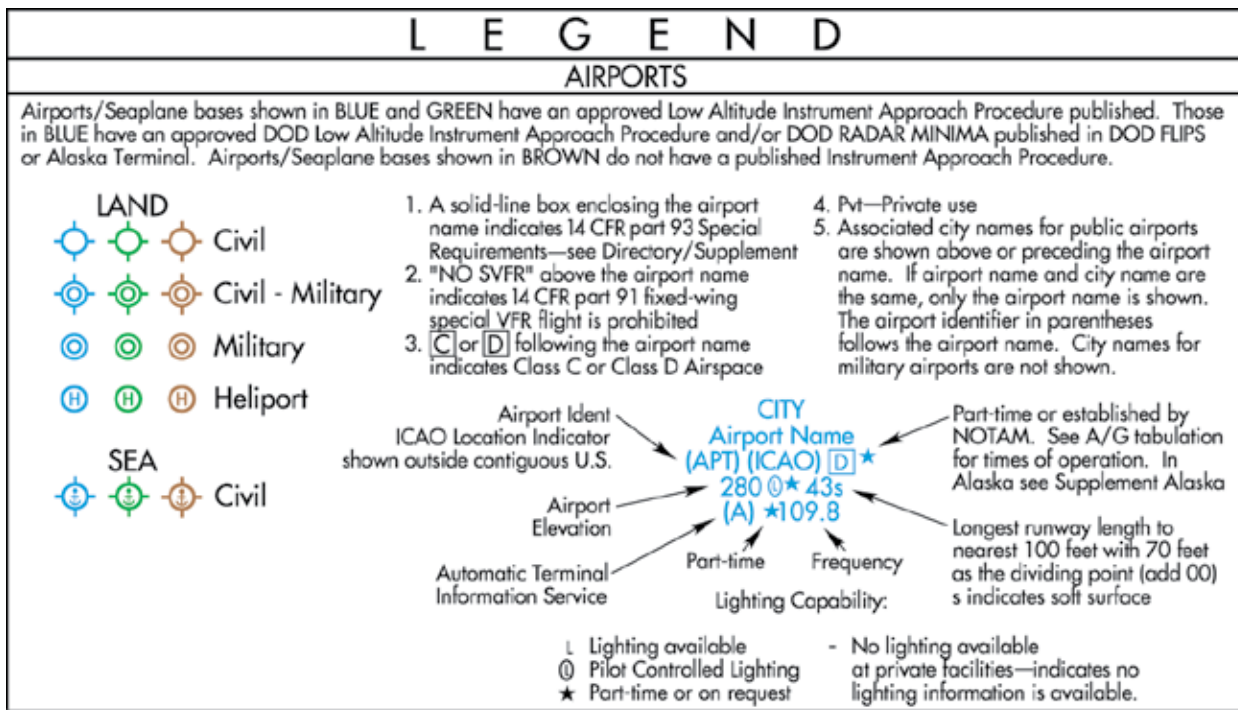 LEGEND
AIRPORTS
Airports/Seaplane bases shown in BLUE and GREEN have an approved Low Altitude Instrument Approach Procedure published. Those
in BLUE have an approved DOD Low Altitude Instrument Approach Procedure and/or DOD RADAR MINIMA published in DOD FLIPS
or Alaska Terminal. Airports/Seaplane bases shown in BROWN do not have a published Instrument Approach Procedure.
LAND
Civil
Civil - Military
Military
H H H Heliport
SEA
Civil
1. A solid-line box enclosing the airport
name indicates 14 CFR part 93 Special
Requirements—see Directory/Supplement
2. "NO SVFR" above the airport name
indicates 14 CFR part 91 fixed-wing
special VFR flight is prohibited
3. C or D following the airport name
indicates Class C or Class D Airspace
4. Pvt—Private use
5. Associated city names for public airports
are shown above or preceding the airport
name. If airport name and city name are
the same, only the airport name is shown.
The airport identifier in parentheses
follows the airport name. City names for
military airports are not shown.
Airport Ident
ICAO Location Indicator
shown outside contiguous U.S.
Airport
Elevation
Automatic Terminal
Information Service
CITY
Airport Name
(APT) (ICAO) D ★
280 Ⓛ★ 43s
(A) ★109.8
Part-time
Frequency
Part-time or established by
NOTAM. See A/G tabulation
for times of operation. In
Alaska see Supplement Alaska
Longest runway length to
nearest 100 feet with 70 feet
as the dividing point (add 00)
s indicates soft surface
Lighting Capability:
L Lighting available
Ⓛ Pilot Controlled Lighting
★ Part-time or on request
- No lighting available
at private facilities—indicates no
lighting information is available.